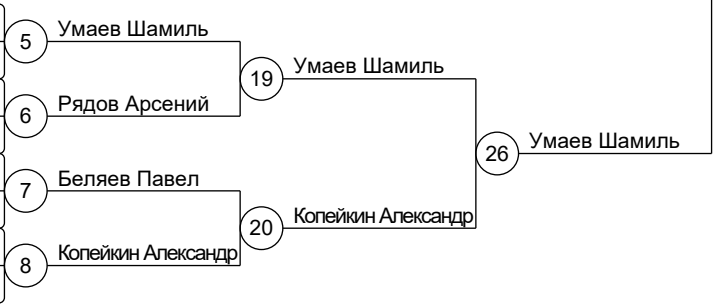 5 Умаев Шамиль
19 Умаев Шамиль
6 Рядов Арсений
26 Умаев Шамиль
7 Беляев Павел
20 Копейкин Александр
8 Копейкин Александр